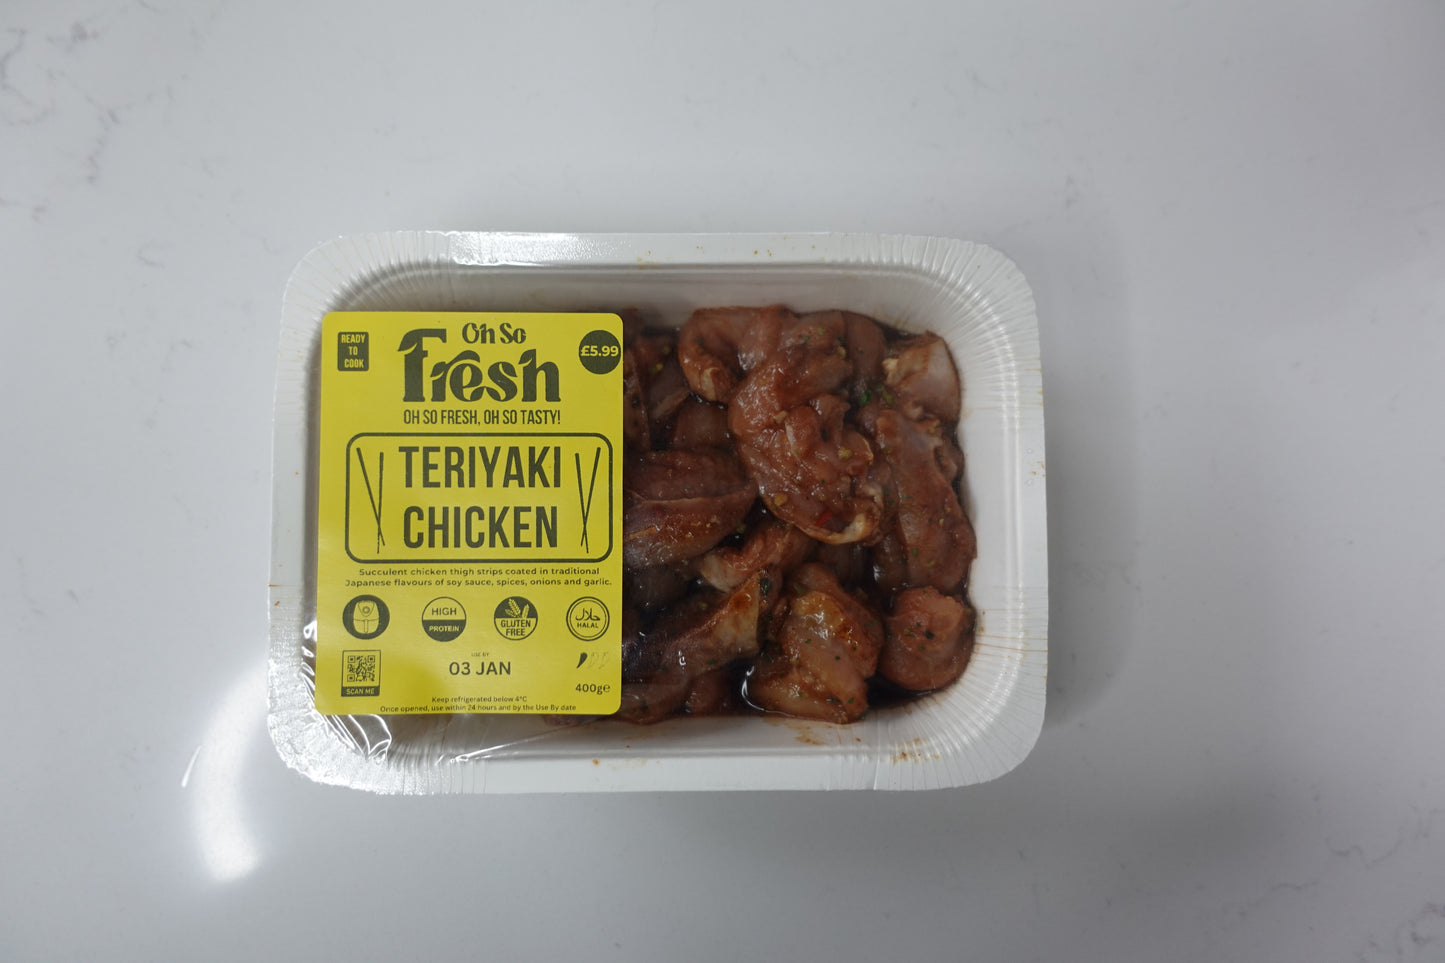 READY
TO
COOK
Oh So
fresh
£5.99
OH SO FRESH, OH SO TASTY!
TERIYAKI
CHICKEN
Succulent chicken thigh strips coated in traditional
Japanese flavours of soy sauce, spices, onions and garlic.
HIGH
PROTEIN
GLUTEN
FREE
حلال
HALAL
SCAN ME
USE BY
03 JAN
400g℮
Keep refrigerated below 4°C
Once opened, use within 24 hours and by the Use By date